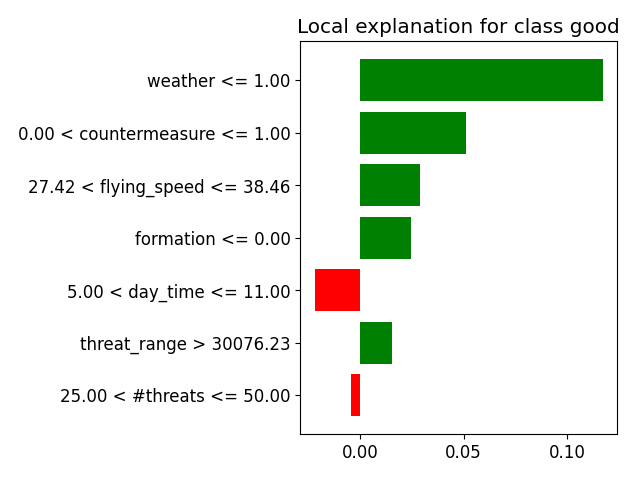 Local explanation for class good
weather <= 1.00
0.00 < countermeasure <= 1.00
27.42 < flying_speed <= 38.46
formation <= 0.00
5.00 < day_time <= 11.00
threat_range > 30076.23
25.00 < #threats <= 50.00
0.00 0.05 0.10